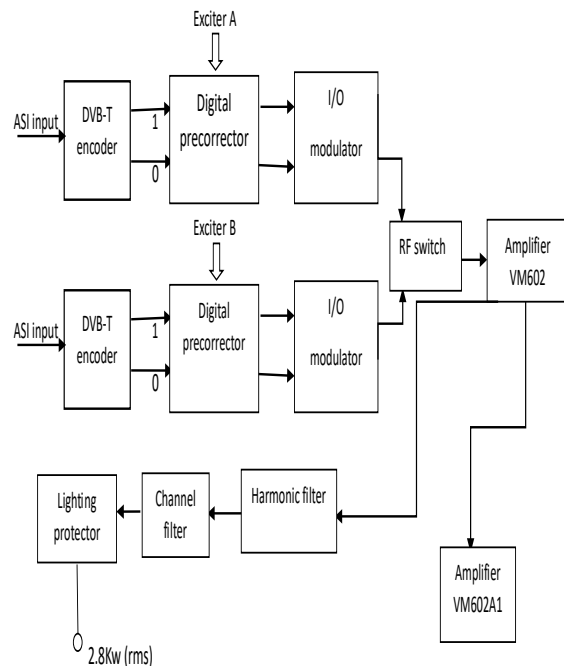 Exciter A
ASI input
DVB-T
encoder
1
0
Digital
precorrector
I/O
modulator
RF switch
Amplifier
VM602
Exciter B
ASI input
DVB-T
encoder
1
0
Digital
precorrector
I/O
modulator
Lighting
protector
Channel
filter
Harmonic filter
Amplifier
VM602A1
2.8Kw (rms)